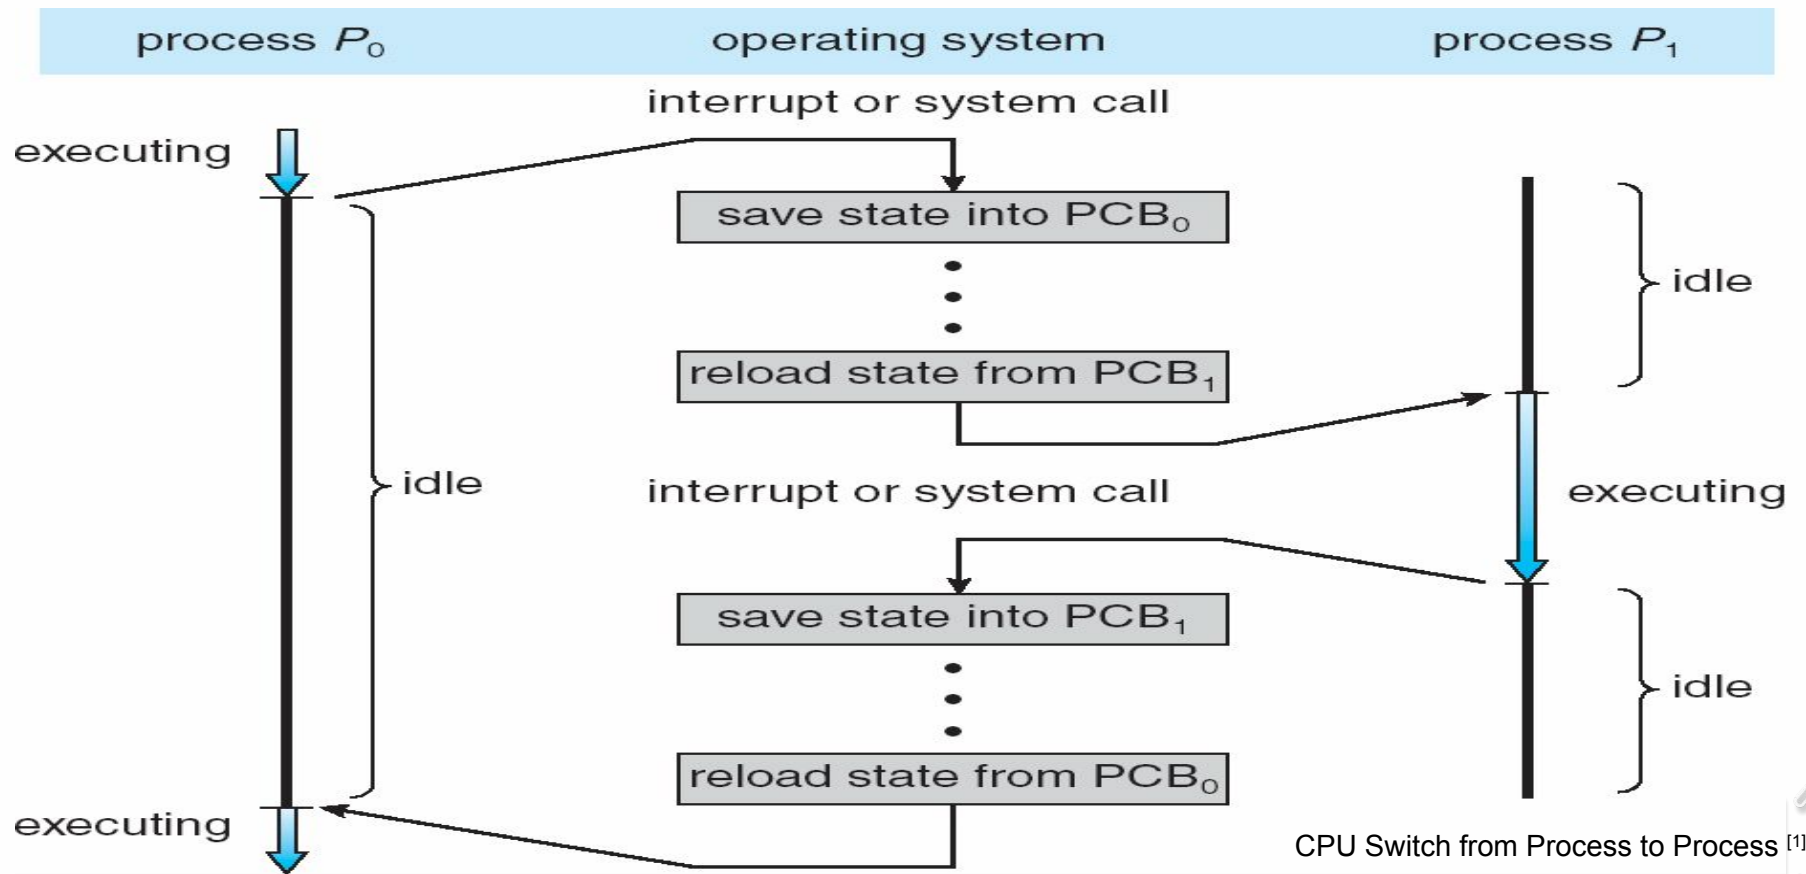 process P₀ operating system process P₁
interrupt or system call
executing
save state into PCB₀
idle
reload state from PCB₁
idle
interrupt or system call
executing
save state into PCB₁
idle
reload state from PCB₀
executing
CPU Switch from Process to Process [1]